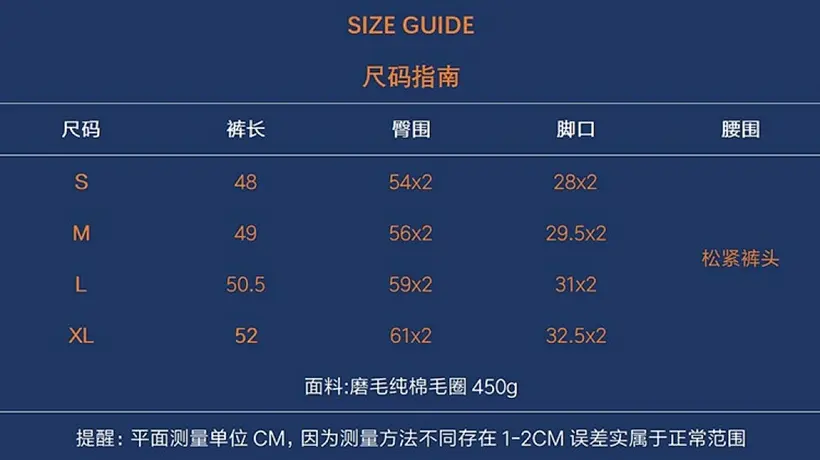 SIZE GUIDE
尺码指南
尺码 裤长 臀围 脚口 腰围
S 48 54x2 28x2
M 49 56x2 29.5x2
松紧裤头
L 50.5 59x2 31x2
XL 52 61x2 32.5x2
面料:磨毛纯棉毛圈 450g
提醒：平面测量单位 CM，因为测量方法不同存在 1-2CM 误差实属于正常范围